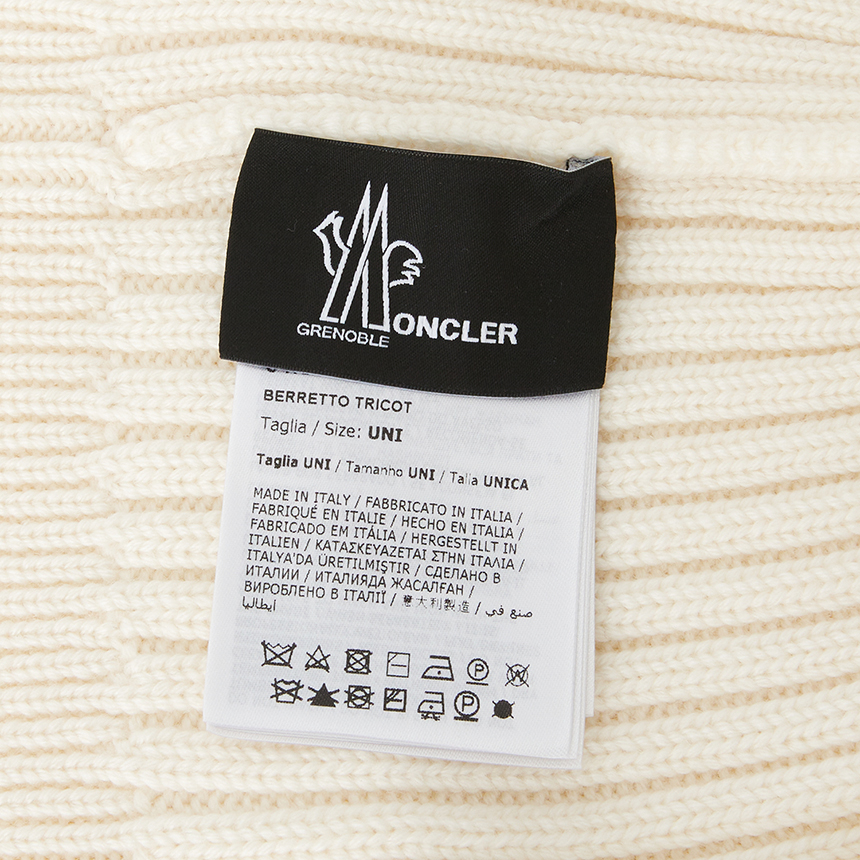 GRENOBLE
MONCLER
BERRETTO TRICOT
Taglia / Size: UNI
Taglia UNI / Tamanho UNI / Talla UNICA
MADE IN ITALY / FABBRICATO IN ITALIA /
FABRIQUÉ EN ITALIE / HECHO EN ITALIA /
FABRICADO EM ITÁLIA / HERGESTELLT IN
ITALIEN / ΚΑΤΑΣΚΕΥΑΖΕΤΑΙ ΣΤΗΝ ΙΤΑΛΙΑ /
ITALYA'DA ÜRETILMIŞTIR / СДЕЛАНО В
ИТАЛИИ / ИТАЛИЯДА ЖАСАЛҒАН /
ВИРОБЛЕНО В ІТАЛІЇ / 意大利製造 / صنع في
أيطاليا
P W
P